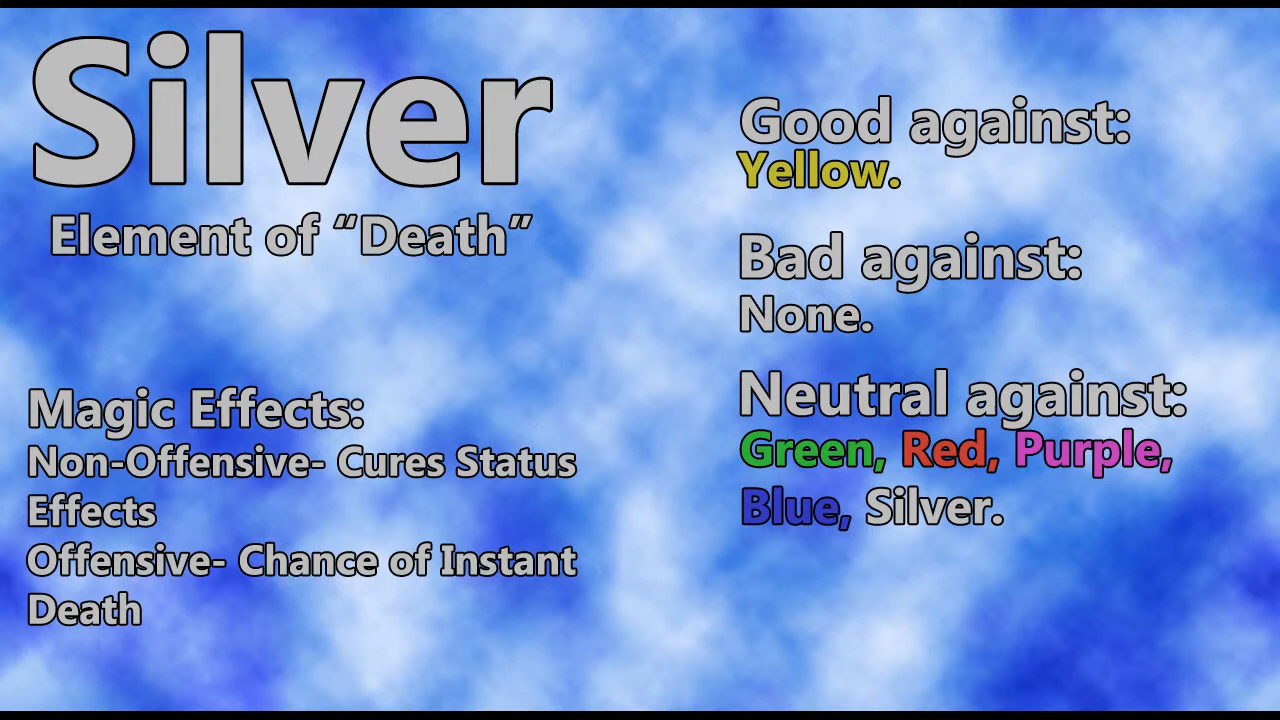 Silver
Element of “Death”
Magic Effects:
Non-Offensive- Cures Status
Effects
Offensive- Chance of Instant
Death
Good against:
Yellow.
Bad against:
None.
Neutral against:
Green, Red, Purple,
Blue, Silver.